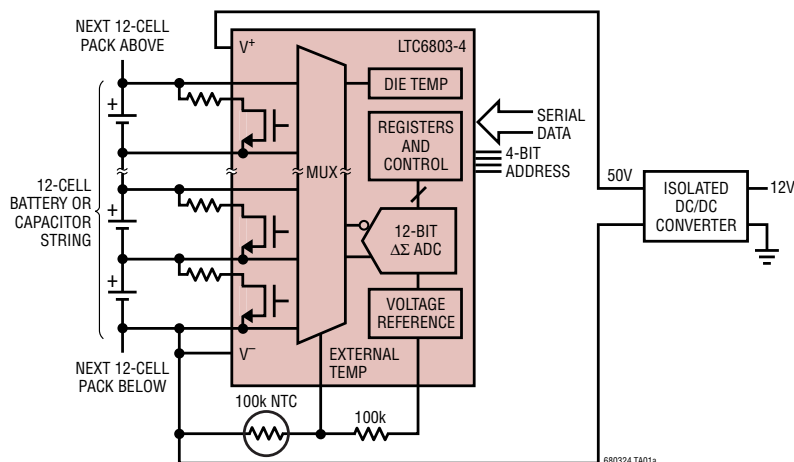 NEXT 12-CELL
PACK ABOVE
V+
LTC6803-4
DIE TEMP
REGISTERS
AND
CONTROL
SERIAL
DATA
4-BIT
ADDRESS
MUX
12-CELL
BATTERY OR
CAPACITOR
STRING
+
+
+
12-BIT
ΔΣ ADC
VOLTAGE
REFERENCE
50V
ISOLATED
DC/DC
CONVERTER
12V
V–
EXTERNAL
TEMP
NEXT 12-CELL
PACK BELOW
100k NTC
100k
680324 TA01a